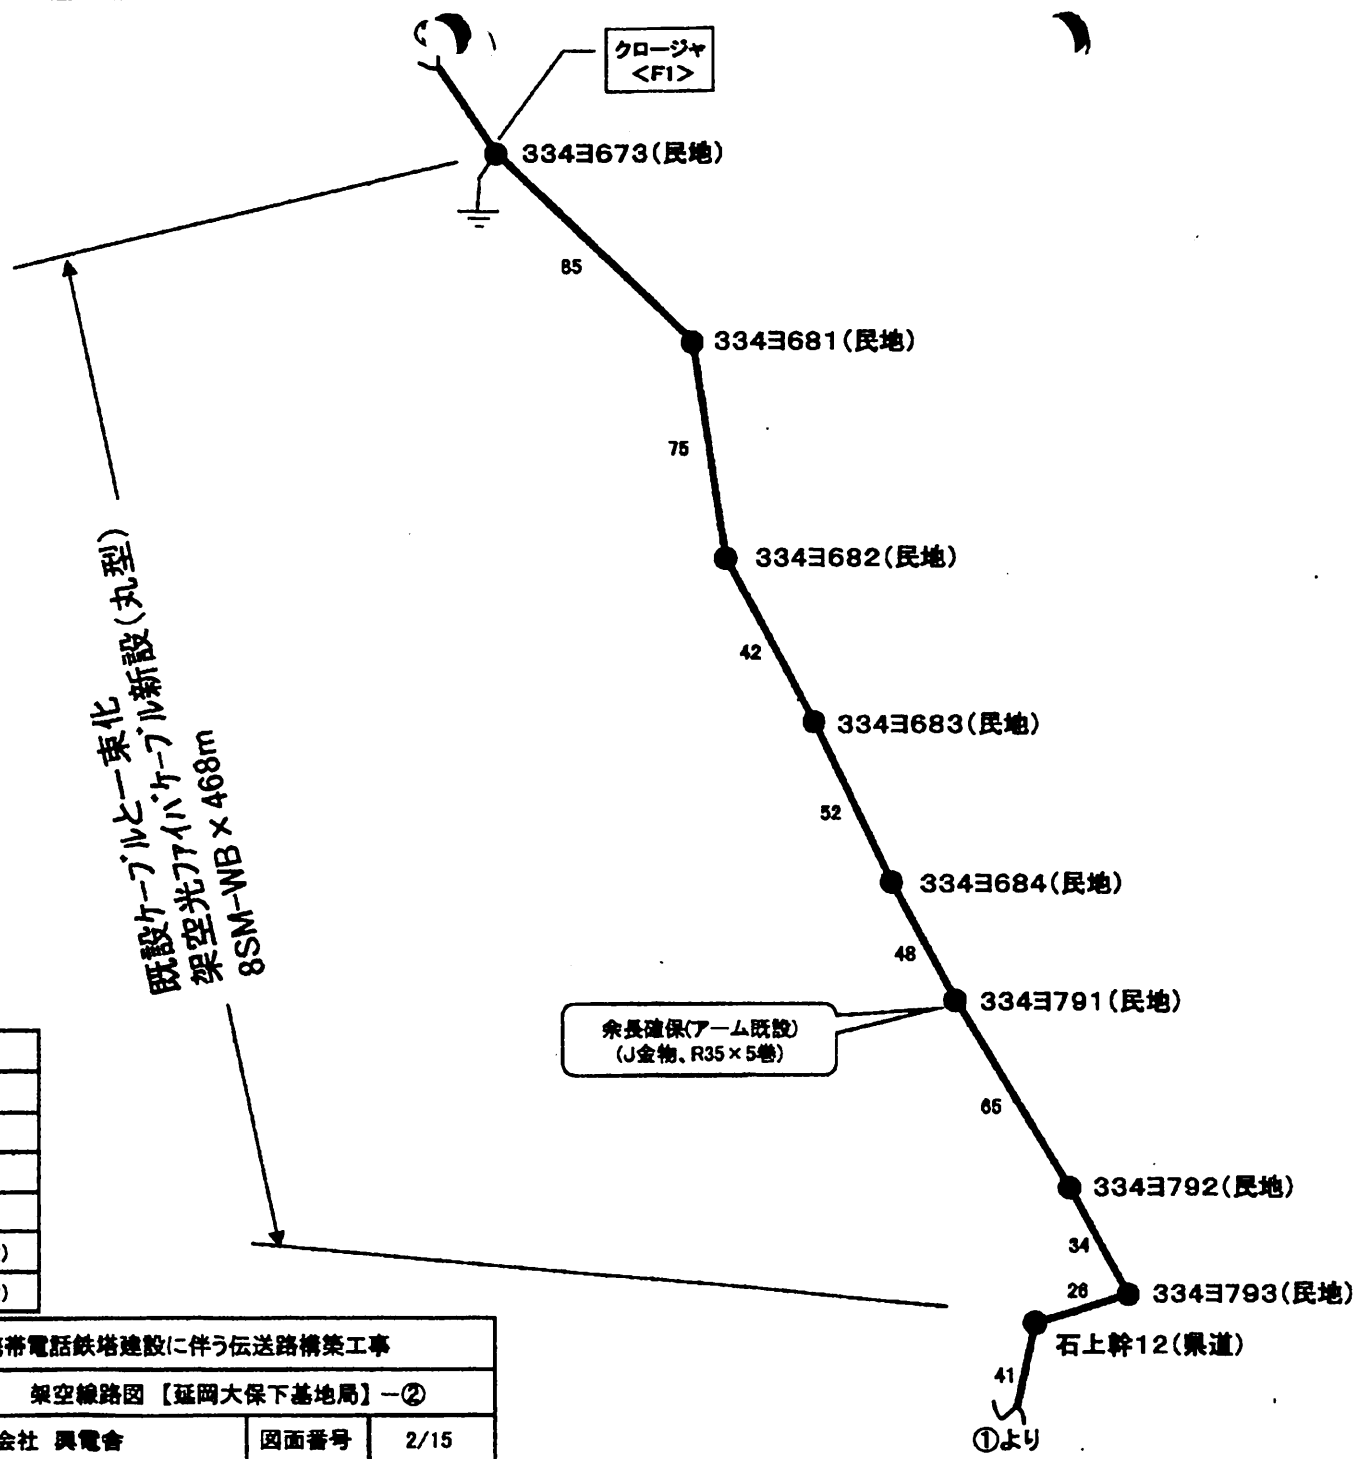 クロージャ
<F1>
334ヨ673(民地)
85
334ヨ681(民地)
75
334ヨ682(民地)
42
334ヨ683(民地)
52
334ヨ684(民地)
48
334ヨ791(民地)
余長確保(アーム既設)
(J金物、R35×5巻)
65
334ヨ792(民地)
34
334ヨ793(民地)
26
石上幹12(県道)
41
①より
既設ケーブルと一束化
架空光ファイバケーブル新設(丸型)
8SM-WB×468m
)
)
帯電話鉄塔建設に伴う伝送路構築工事
架空線路図 【延岡大保下基地局】-②
会社 興電舎
図面番号
2/15